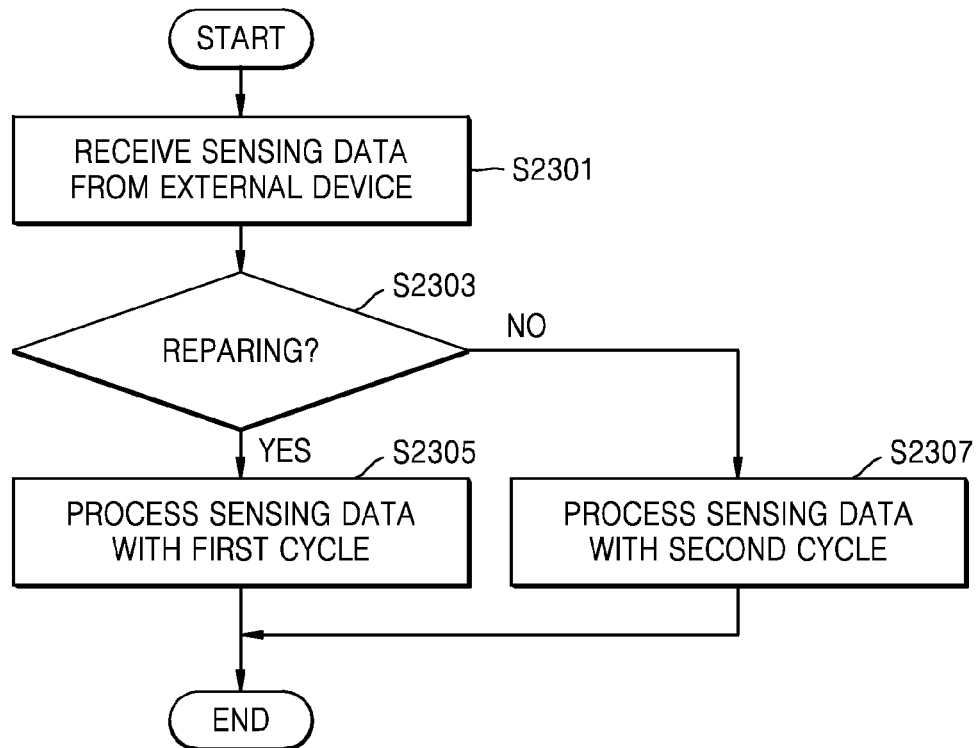 START
RECEIVE SENSING DATA
FROM EXTERNAL DEVICE
S2301
S2303
REPARING?
NO
YES
S2305
S2307
PROCESS SENSING DATA
WITH FIRST CYCLE
PROCESS SENSING DATA
WITH SECOND CYCLE
END